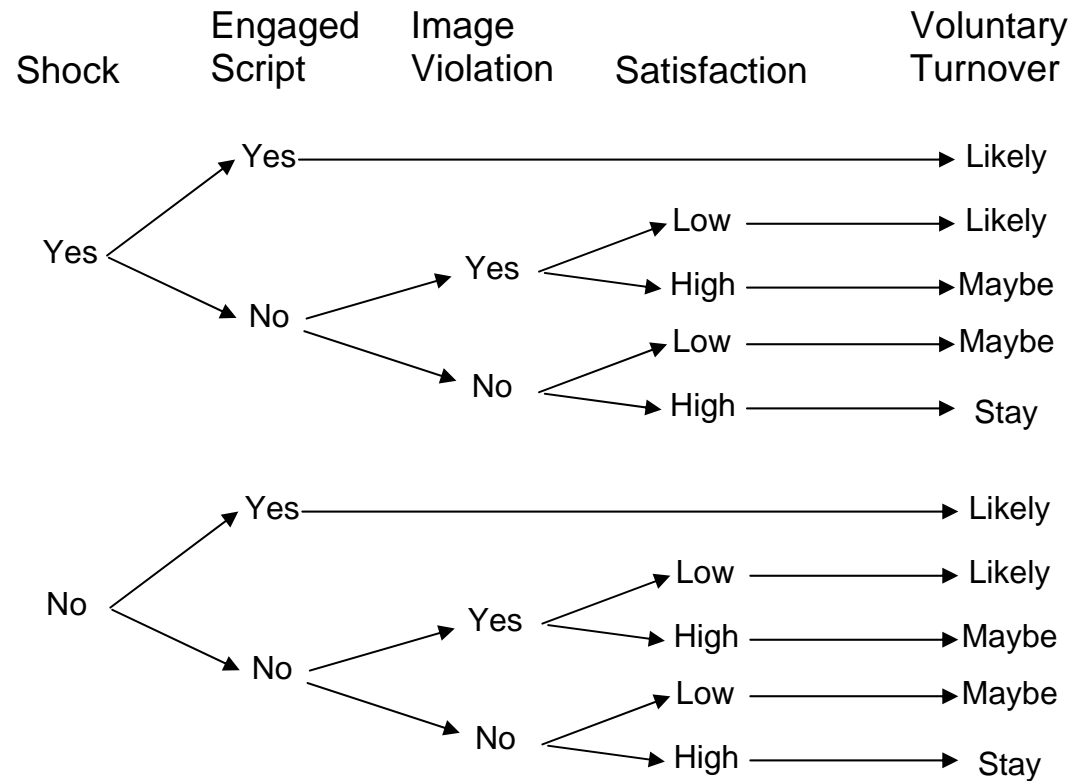 Shock
Engaged
Script
Image
Violation
Satisfaction
Voluntary
Turnover
Yes
Likely
Low
Likely
Yes
Yes
High
Maybe
No
Low
Maybe
No
High
Stay
Yes
Likely
Low
Likely
No
Yes
High
Maybe
No
Low
Maybe
No
High
Stay